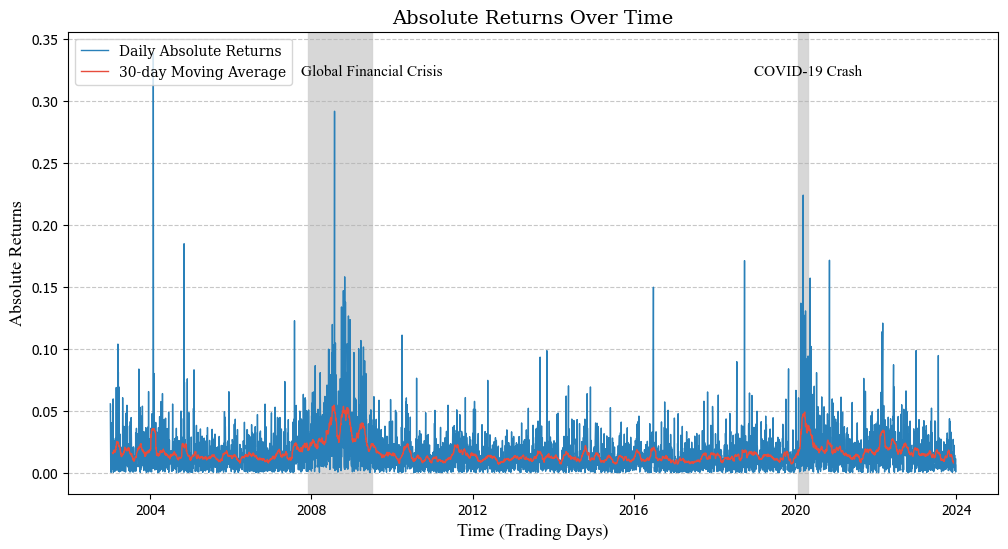 Absolute Returns Over Time
Absolute Returns
0.35
0.30
0.25
0.20
0.15
0.10
0.05
0.00
Daily Absolute Returns
30-day Moving Average
Global Financial Crisis
COVID-19 Crash
2004
2008
2012
2016
2020
2024
Time (Trading Days)